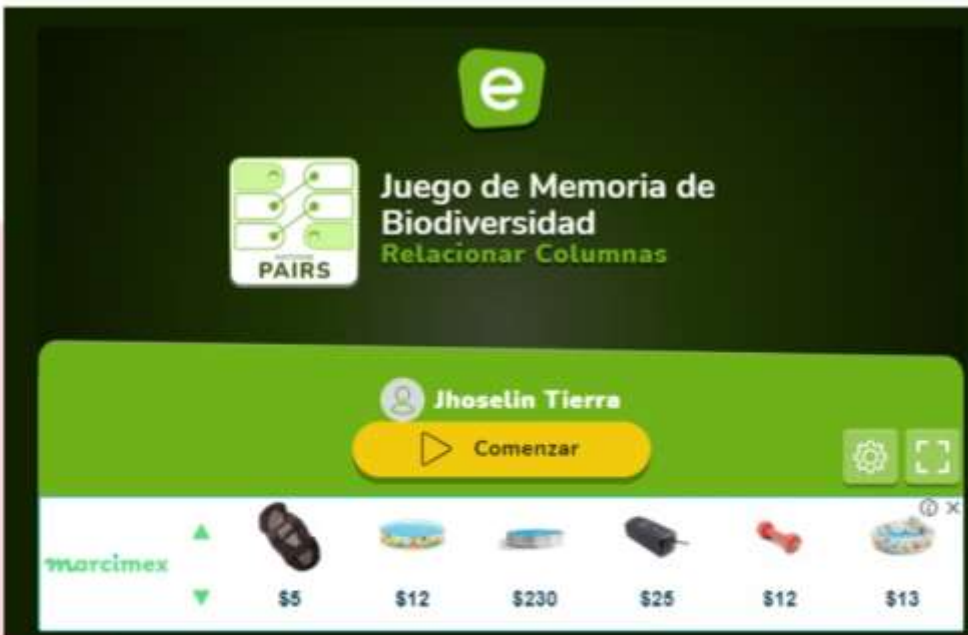 e
Juego de Memoria de
Biodiversidad
Relacionar Columnas
PAIRS
Jhoselin Tierra
Comenzar
marcimex
$5 $12 $230 $25 $12 $13